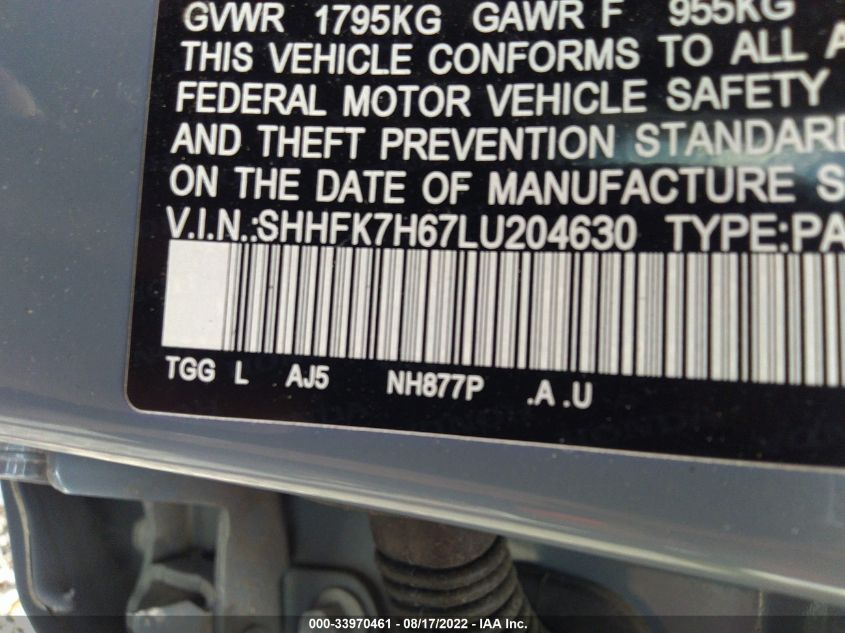 GVWR 1795KG GAWR F 955KG
THIS VEHICLE CONFORMS TO ALL A
FEDERAL MOTOR VEHICLE SAFETY
AND THEFT PREVENTION STANDARD
ON THE DATE OF MANUFACTURE S
V.I.N.:SHHFK7H67LU204630 TYPE:PA
TGG L AJ5 NH877P .A .U
000-33970461 - 08/17/2022 - IAA Inc.